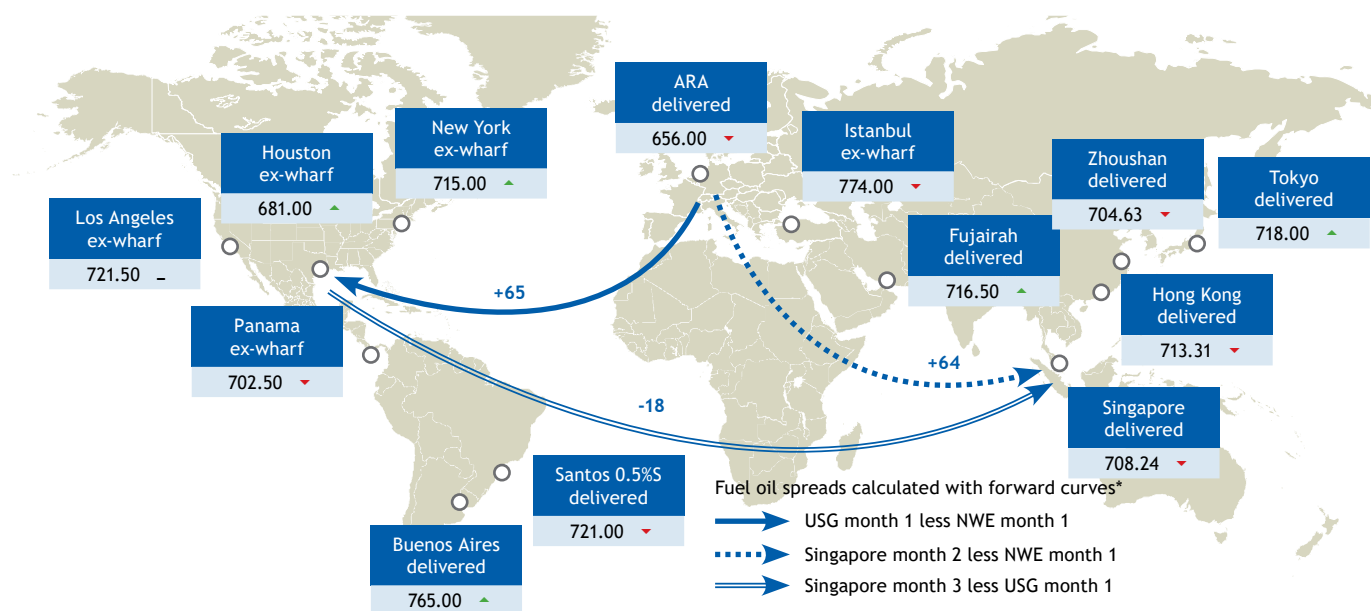 ARA
delivered
656.00
New York
ex-wharf
715.00
Istanbul
ex-wharf
774.00
Houston
ex-wharf
681.00
Zhoushan
delivered
704.63
Tokyo
delivered
718.00
Los Angeles
ex-wharf
721.50 –
Fujairah
delivered
716.50
Hong Kong
delivered
713.31
+65
Panama
ex-wharf
702.50
+64
-18
Singapore
delivered
708.24
Santos 0.5%S
delivered
721.00
Buenos Aires
delivered
765.00
Fuel oil spreads calculated with forward curves*
USG month 1 less NWE month 1
Singapore month 2 less NWE month 1
Singapore month 3 less USG month 1